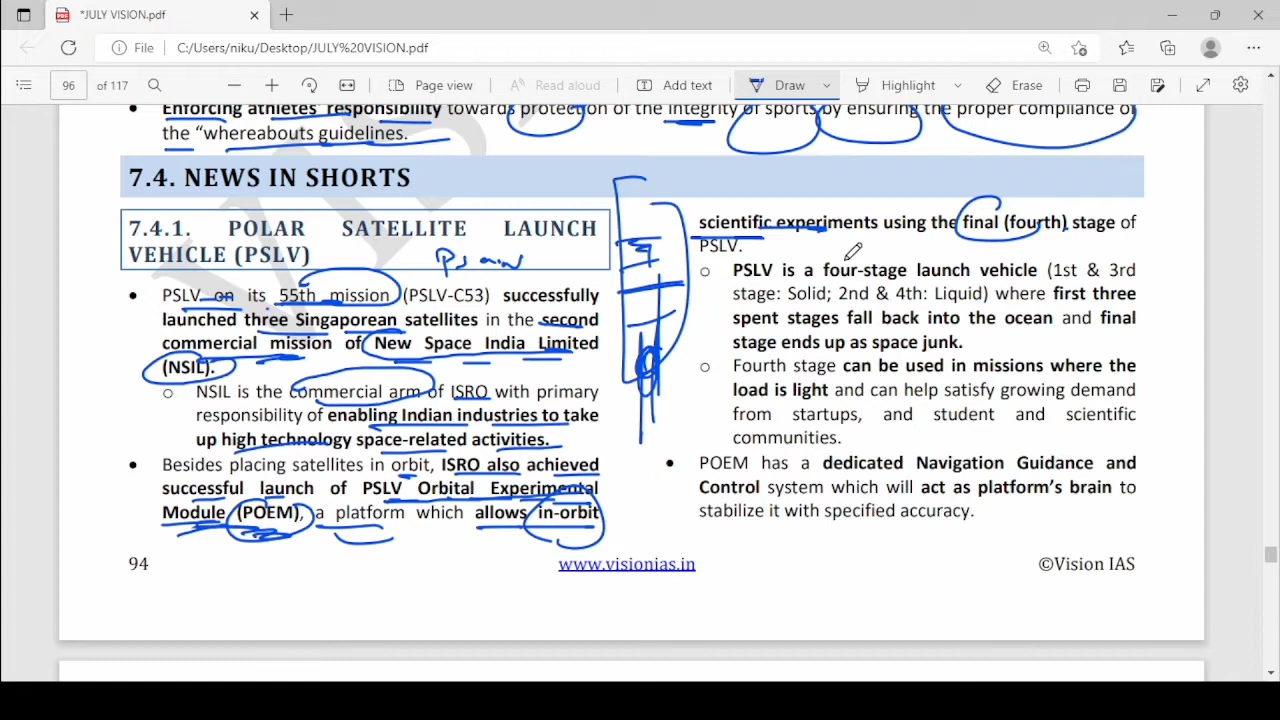 *JULY VISION.pdf
File
C:/Users/niku/Desktop/JULY%20VISION.pdf
96
of 117
Page view
Read aloud
Add text
Draw
Highlight
Erase
• Enforcing athletes' responsibility towards protection of the integrity of sports by ensuring the proper compliance of
the “whereabouts guidelines.
7.4. NEWS IN SHORTS
7.4.1. POLAR SATELLITE LAUNCH
VEHICLE (PSLV)
• PSLV on its 55th mission (PSLV-C53) successfully
launched three Singaporean satellites in the second
commercial mission of New Space India Limited
(NSIL).
o NSIL is the commercial arm of ISRO with primary
responsibility of enabling Indian industries to take
up high technology space-related activities.
• Besides placing satellites in orbit, ISRO also achieved
successful launch of PSLV Orbital Experimental
Module (POEM), a platform which allows in-orbit
scientific experiments using the final (fourth) stage of
PSLV.
o PSLV is a four-stage launch vehicle (1st & 3rd
stage: Solid; 2nd & 4th: Liquid) where first three
spent stages fall back into the ocean and final
stage ends up as space junk.
o Fourth stage can be used in missions where the
load is light and can help satisfy growing demand
from startups, and student and scientific
communities.
• POEM has a dedicated Navigation Guidance and
Control system which will act as platform's brain to
stabilize it with specified accuracy.
94
www.visionias.in
©Vision IAS